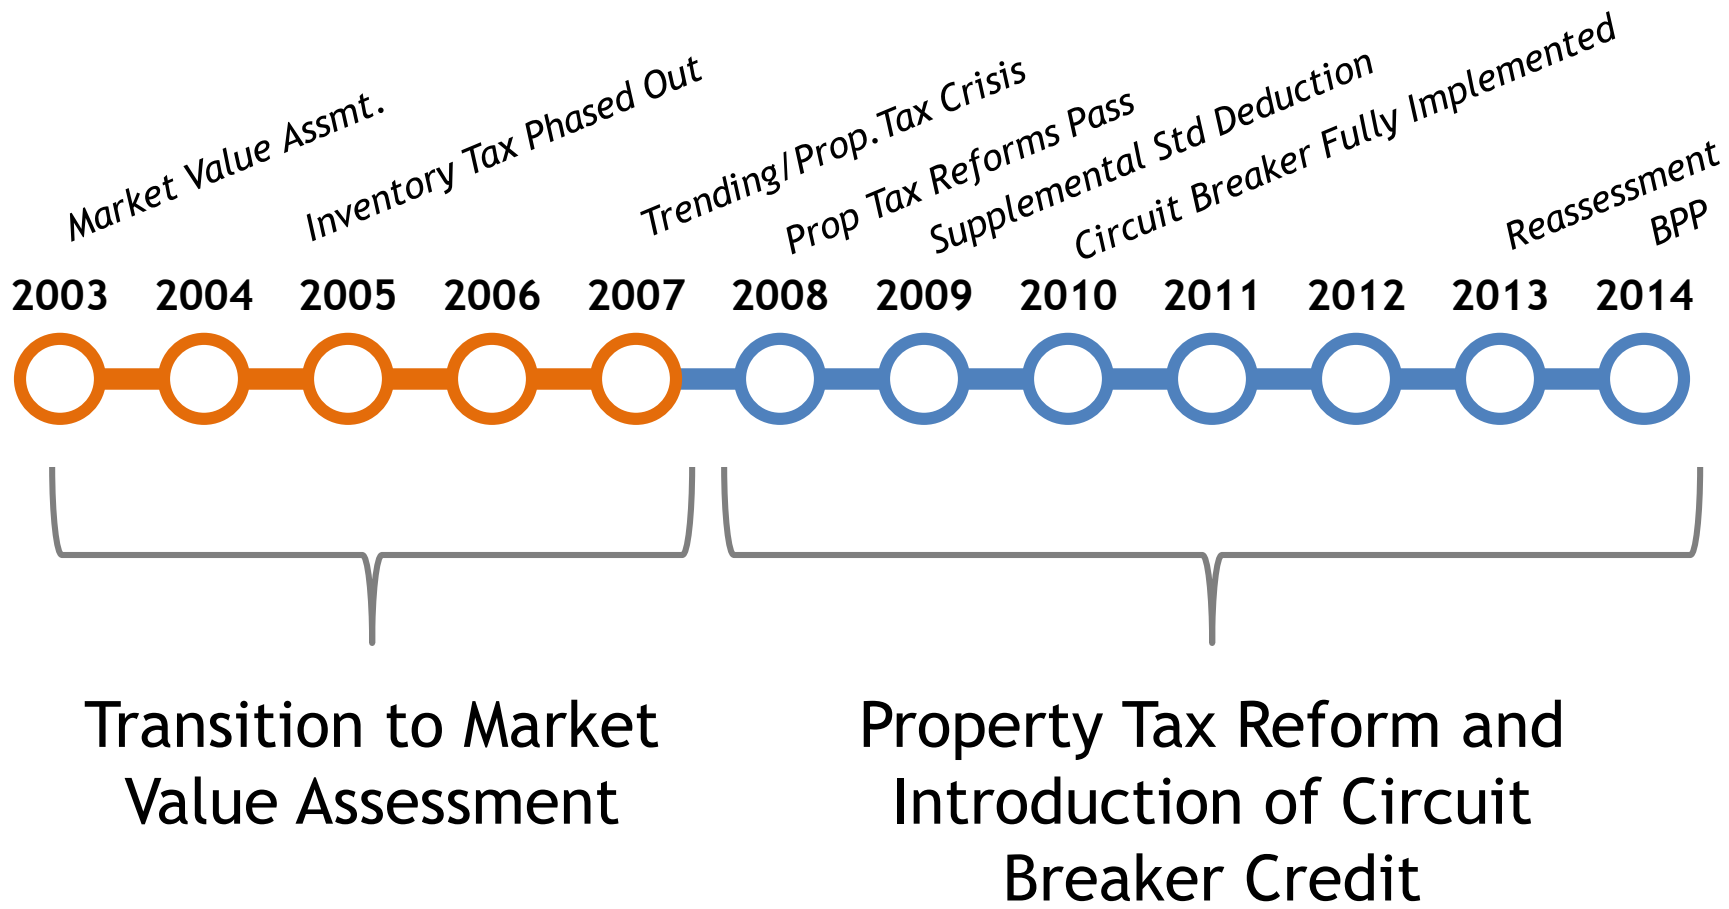 Market Value Assmt.
Inventory Tax Phased Out
Trending/Prop.Tax Crisis
Prop Tax Reforms Pass
Supplemental Std Deduction
Circuit Breaker Fully Implemented
Reassessment
BPP
2003 2004 2005 2006 2007 2008 2009 2010 2011 2012 2013 2014
Transition to Market
Value Assessment
Property Tax Reform and
Introduction of Circuit
Breaker Credit